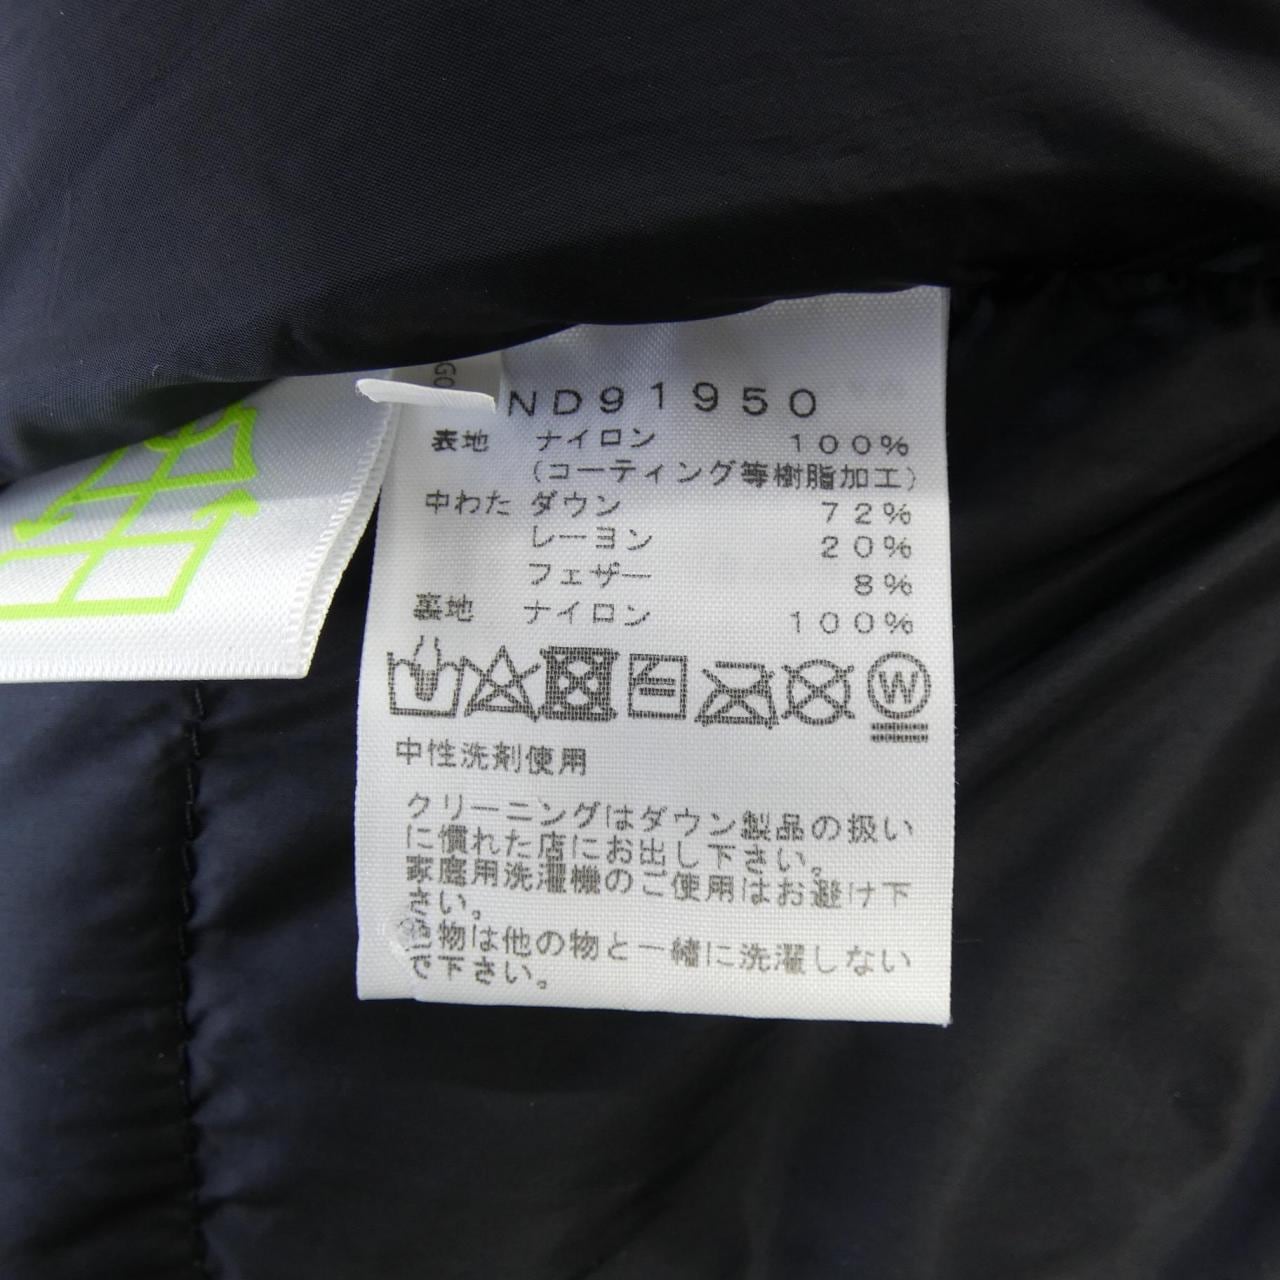 GO
ND91950
表地 ナイロン 100%
(コーティング等樹脂加工)
中わた ダウン 72%
レーヨン 20%
フェザー 8%
裏地 ナイロン 100%
W
中性洗剤使用
クリーニングはダウン製品の扱い
に慣れた店にお出し下さい。
家庭用洗濯機のご使用はお避け下
さい。
物は他の物と一緒に洗濯しない
で下さい。